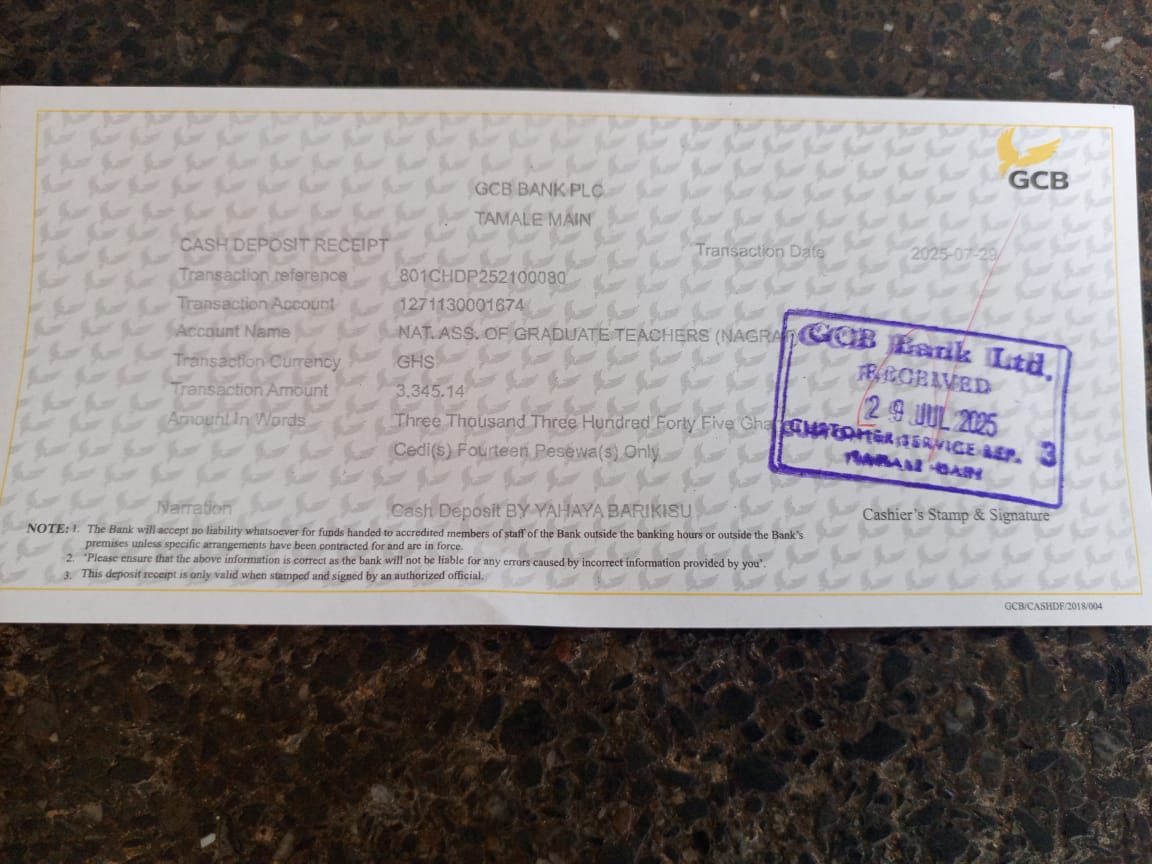 GCB
GCB BANK PLC
TAMALE MAIN
CASH DEPOSIT RECEIPT
Transaction Date 2025-07-29
Transaction reference 801CHDP252100080
Transaction Account 1271130001674
Account Name NAT. ASS. OF GRADUATE TEACHERS (NAGRAT)
Transaction Currency GHS
Transaction Amount 3,345.14
Amount In Words Three Thousand Three Hundred Forty Five Gha
Cedi(s) Fourteen Pesewa(s) Only
GCB Bank Ltd.
RECEIVED
29 JUL 2025
CUSTOMER SERVICE REP. 3
Narration Cash Deposit BY YAHAYA BARIKISU
Cashier's Stamp & Signature
NOTE: 1. The Bank will accept no liability whatsoever for funds handed to accredited members of staff of the Bank outside the banking hours or outside the Bank's
premises unless specific arrangements have been contracted for and are in force.
2. "Please ensure that the above information is correct as the bank will not be liable for any errors caused by incorrect information provided by you".
3. This deposit receipt is only valid when stamped and signed by an authorized official.
GCB/CASHDF/2018/004